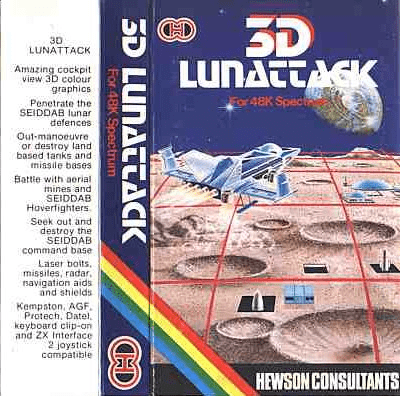 3D
LUNATTACK
Amazing cockpit
view 3D colour
graphics
Penetrate the
SEIDDAB lunar
defences
Out-manoeuvre
or destroy land
based tanks and
missile bases
Battle with aerial
mines and
SEIDDAB
Hoverfighters.
Seek out and
destroy the
SEIDDAB
command base
Laser bolts,
missiles, radar,
navigation aids
and shields
Kempston, AGF,
Protech, Datel,
keyboard clip-on
and ZX Interface
2 joystick
compatible
3D LUNATTACK
For 48K Spectrum
3D
LUNATTACK
For 48K Spectrum
HEWSON CONSULTANTS